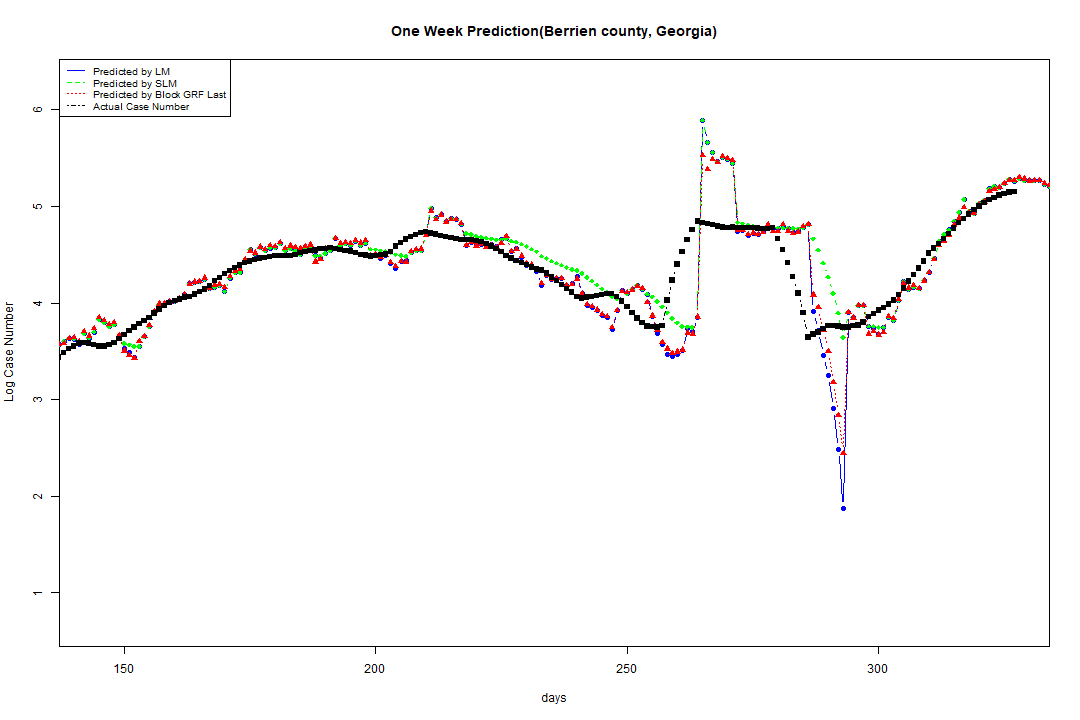 One Week Prediction(Berrien county, Georgia)
Predicted by LM
Predicted by SLM
Predicted by Block GRF Last
Actual Case Number
6
5
4
3
2
1
Log Case Number
150
200
250
300
days